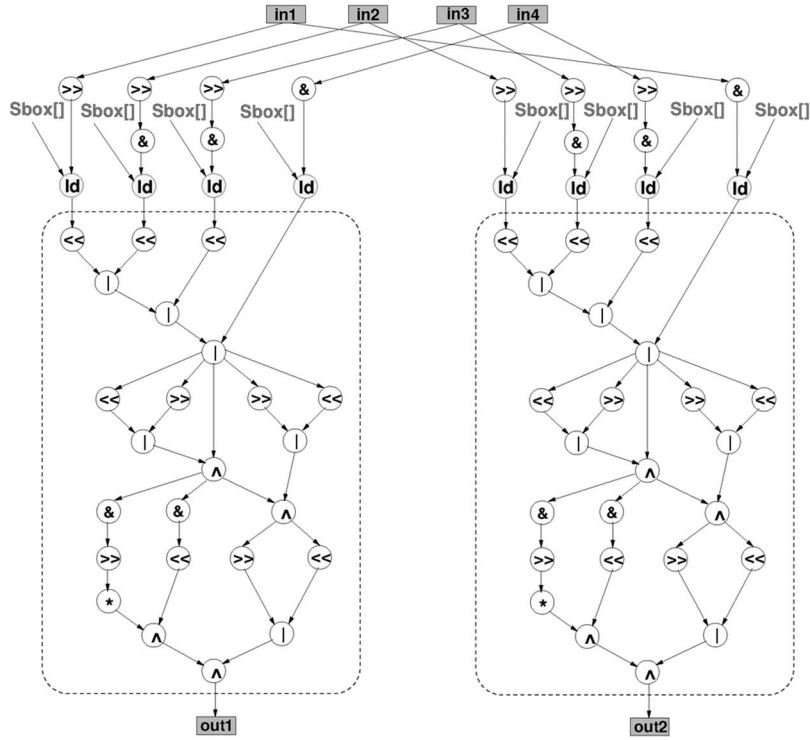 in1 in2 in3 in4
>> >> >> & >> >> >> &
Sbox[] Sbox[] Sbox[] Sbox[] Sbox[] Sbox[] Sbox[] Sbox[]
& & & &
ld ld ld ld ld ld ld ld
<< << << << << <<
| |
| |
| |
<< >> >> << << >> >> <<
| | | |
^ ^
& & ^ & & ^
>> << >> << >> << >> <<
* *
^ | ^ |
^ ^
out1 out2